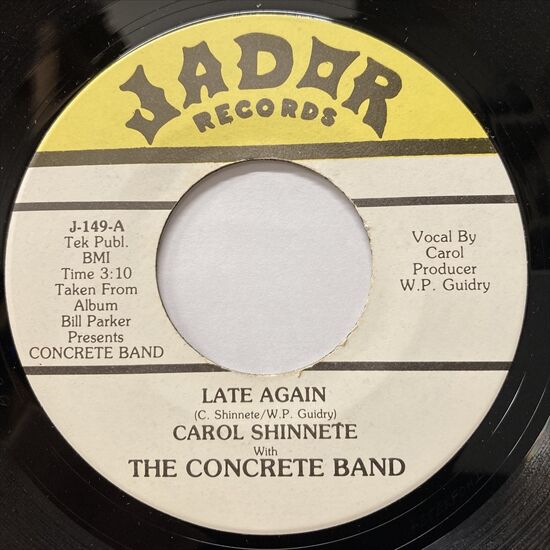 JADOR
RECORDS
J-149-A
Tek Publ.
BMI
Time 3:10
Taken From
Album
Bill Parker
Presents
CONCRETE BAND
Vocal By
Carol
Producer
W.P. Guidry
LATE AGAIN
(C. Shinnete/W.P. Guidry)
CAROL SHINNETE
With
THE CONCRETE BAND